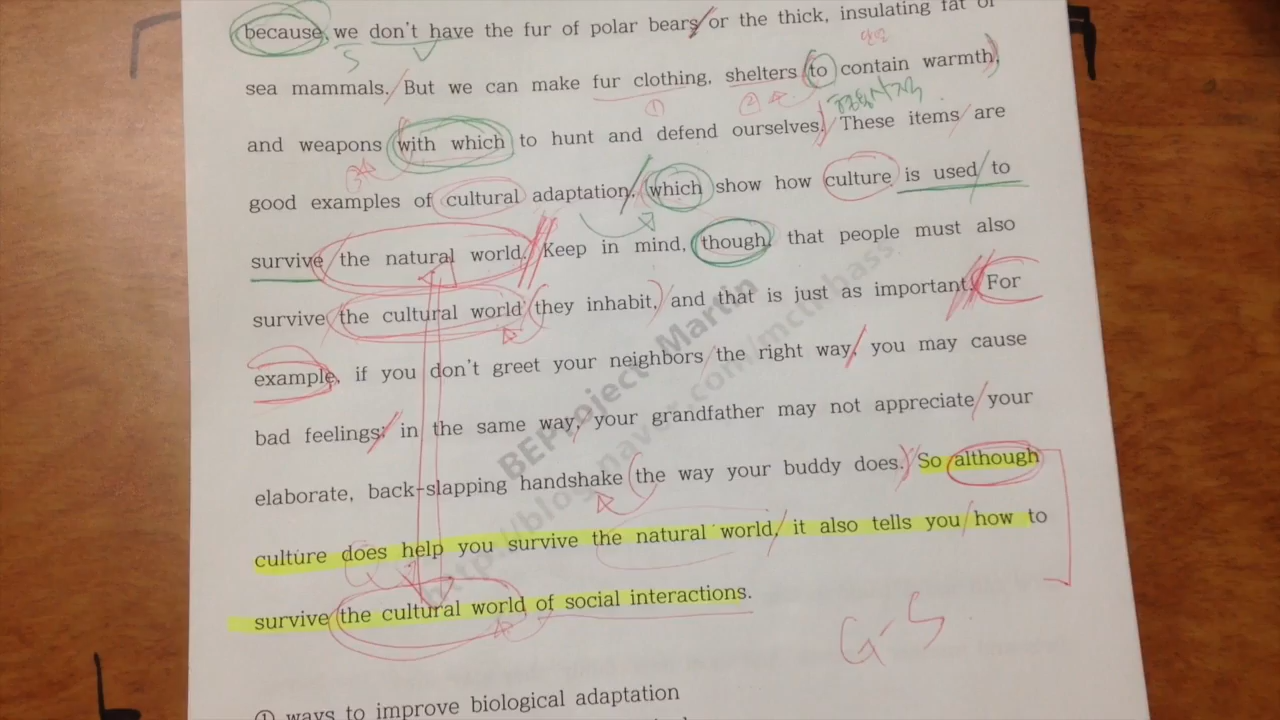 because, we don't have the fur of polar bears or the thick, insulating fat of
sea mammals. But we can make fur clothing, shelters to contain warmth,
and weapons with which to hunt and defend ourselves. These items are
good examples of cultural adaptation, which show how culture is used to
survive the natural world. Keep in mind, though, that people must also
survive the cultural world they inhabit, and that is just as important. For
example, if you don't greet your neighbors the right way, you may cause
bad feelings; in the same way, your grandfather may not appreciate your
elaborate, back-slapping handshake the way your buddy does. So although
culture does help you survive the natural world, it also tells you how to
survive the cultural world of social interactions.
G-S
① ways to improve biological adaptation
BEProject Martin